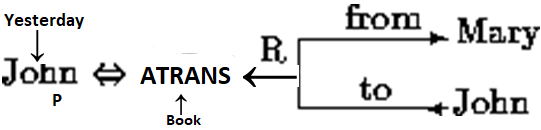 Yesterday
from Mary
R
John ⇔ ATRANS
P
to John
Book